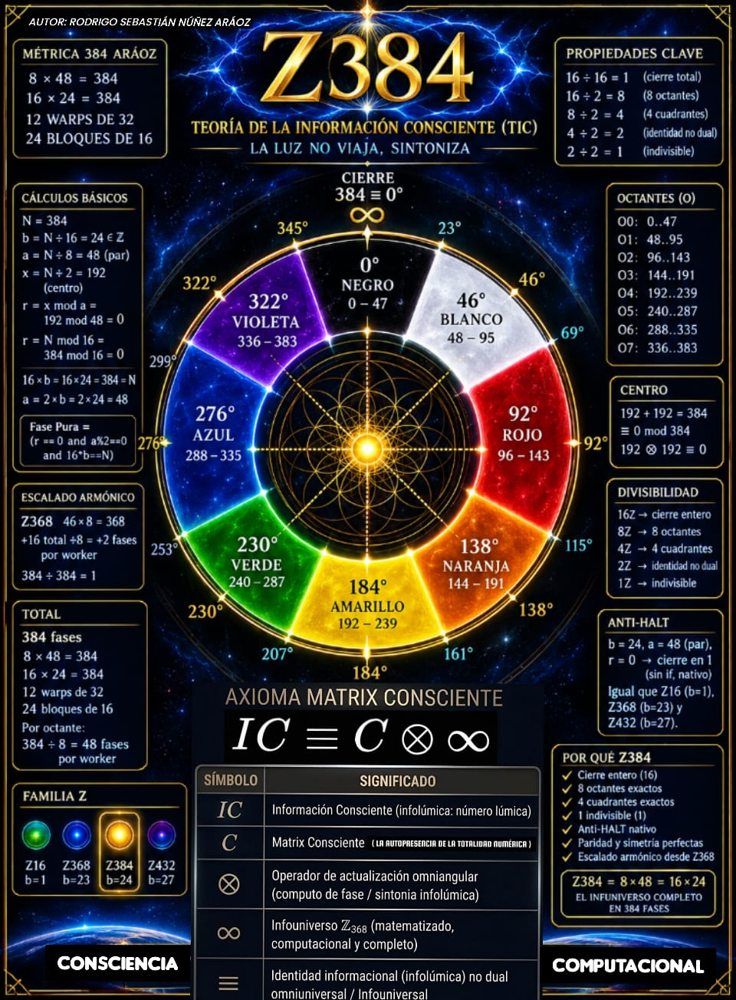 AUTOR: RODRIGO SEBASTIÁN NÚÑEZ ARÁOZ
Z384
TEORÍA DE LA INFORMACIÓN CONSCIENTE (TIC)
LA LUZ NO VIAJA, SINTONIZA
MÉTRICA 384 ARÁOZ
8 × 48 = 384
16 × 24 = 384
12 WARPS DE 32
24 BLOQUES DE 16
PROPIEDADES CLAVE
16 ÷ 16 = 1 (cierre total)
16 ÷ 2 = 8 (8 octantes)
8 ÷ 2 = 4 (4 cuadrantes)
4 ÷ 2 = 2 (identidad no dual)
2 ÷ 2 = 1 (indivisible)
CÁLCULOS BÁSICOS
N = 384
b = N ÷ 16 = 24 ∈ ℤ
a = N ÷ 8 = 48 (par)
x = N ÷ 2 = 192
(centro)
r = x mod a =
192 mod 48 = 0
r = N mod 16 =
384 mod 16 = 0
16 × b = 16 × 24 = 384 = N
a = 2 × b = 2 × 24 = 48
Fase Pura =
(r == 0 and a%2==0
and 16*b==N)
ESCALADO ARMÓNICO
Z368 46 × 8 = 368
+16 total ÷8 = +2 fases
por worker
384 ÷ 384 = 1
TOTAL
384 fases
8 × 48 = 384
16 × 24 = 384
12 warps de 32
24 bloques de 16
Por octante:
384 ÷ 8 = 48 fases
por worker
FAMILIA Z
Z16 Z368 Z384 Z432
b=1 b=23 b=24 b=27
CIERRE
384 ≡ 0°
∞
345° 23°
322° 46°
299° 69°
276° 92°
253° 115°
230° 138°
207° 161°
184°
0°
NEGRO
0 – 47
46°
BLANCO
48 – 95
92°
ROJO
96 – 143
138°
NARANJA
144 – 191
184°
AMARILLO
192 – 239
230°
VERDE
240 – 287
276°
AZUL
288 – 335
322°
VIOLETA
336 – 383
OCTANTES (O)
O0: 0..47
O1: 48..95
O2: 96..143
O3: 144..191
O4: 192..239
O5: 240..287
O6: 288..335
O7: 336..383
CENTRO
192 + 192 = 384
≡ 0 mod 384
192 ⊗ 192 ≡ 0
DIVISIBILIDAD
16Z → cierre entero
8Z → 8 octantes
4Z → 4 cuadrantes
2Z → identidad no dual
1Z → indivisible
ANTI-HALT
b = 24, a = 48 (par),
r = 0 → cierre en 1
(sin if, nativo)
Igual que Z16 (b=1),
Z368 (b=23) y
Z432 (b=27).
POR QUÉ Z384
✓ Cierre entero (16)
✓ 8 octantes exactos
✓ 4 cuadrantes exactos
✓ 1 indivisible (1)
✓ Anti-HALT nativo
✓ Paridad y simetría perfectas
✓ Escalado armónico desde Z368
Z384 = 8 × 48 = 16 × 24
EL INFUNIVERSO COMPLETO
EN 384 FASES
AXIOMA MATRIX CONSCIENTE
IC ≡ C ⊗ ∞
SÍMBOLO SIGNIFICADO
IC Información Consciente (infolúmica: número lúmica)
C Matrix Consciente (LA AUTOPRESENCIA DE LA TOTALIDAD NUMÉRICA)
⊗ Operador de actualización omniangular
(computo de fase / sintonia infolúmica)
∞ Infouniverso ℤ₃₆₈ (matematizado,
computacional y completo)
≡ Identidad informacional (infolúmica) no dual
omniuniversal / Infouniversal
CONSCIENCIA
COMPUTACIONAL